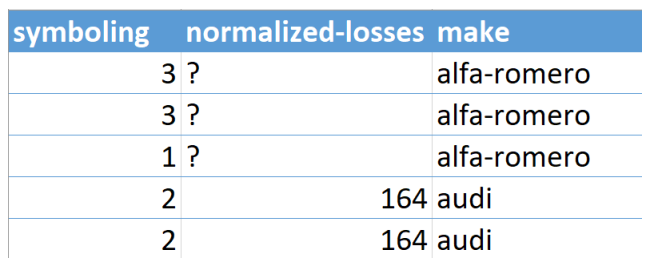 symboling normalized-losses make
3 ? alfa-romero
3 ? alfa-romero
1 ? alfa-romero
2 164 audi
2 164 audi